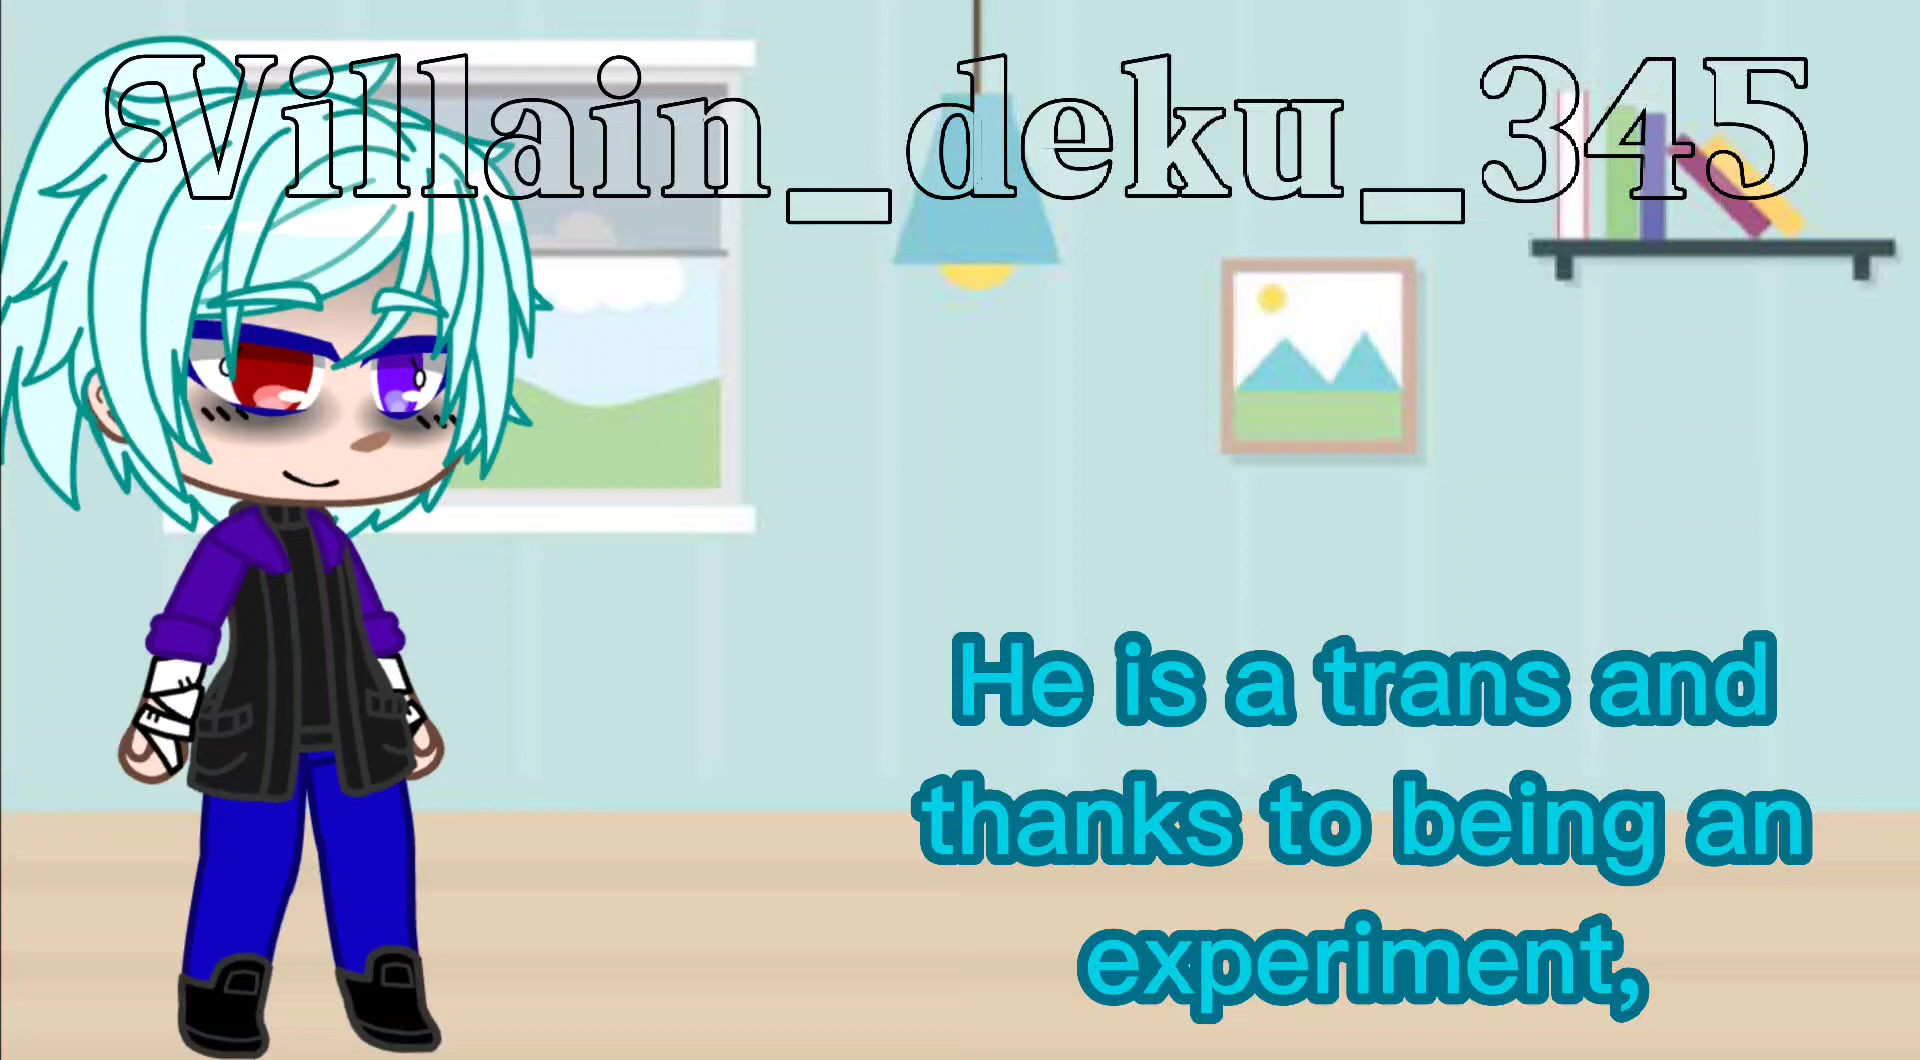 Villain_deku_345
He is a trans and
thanks to being an
experiment,